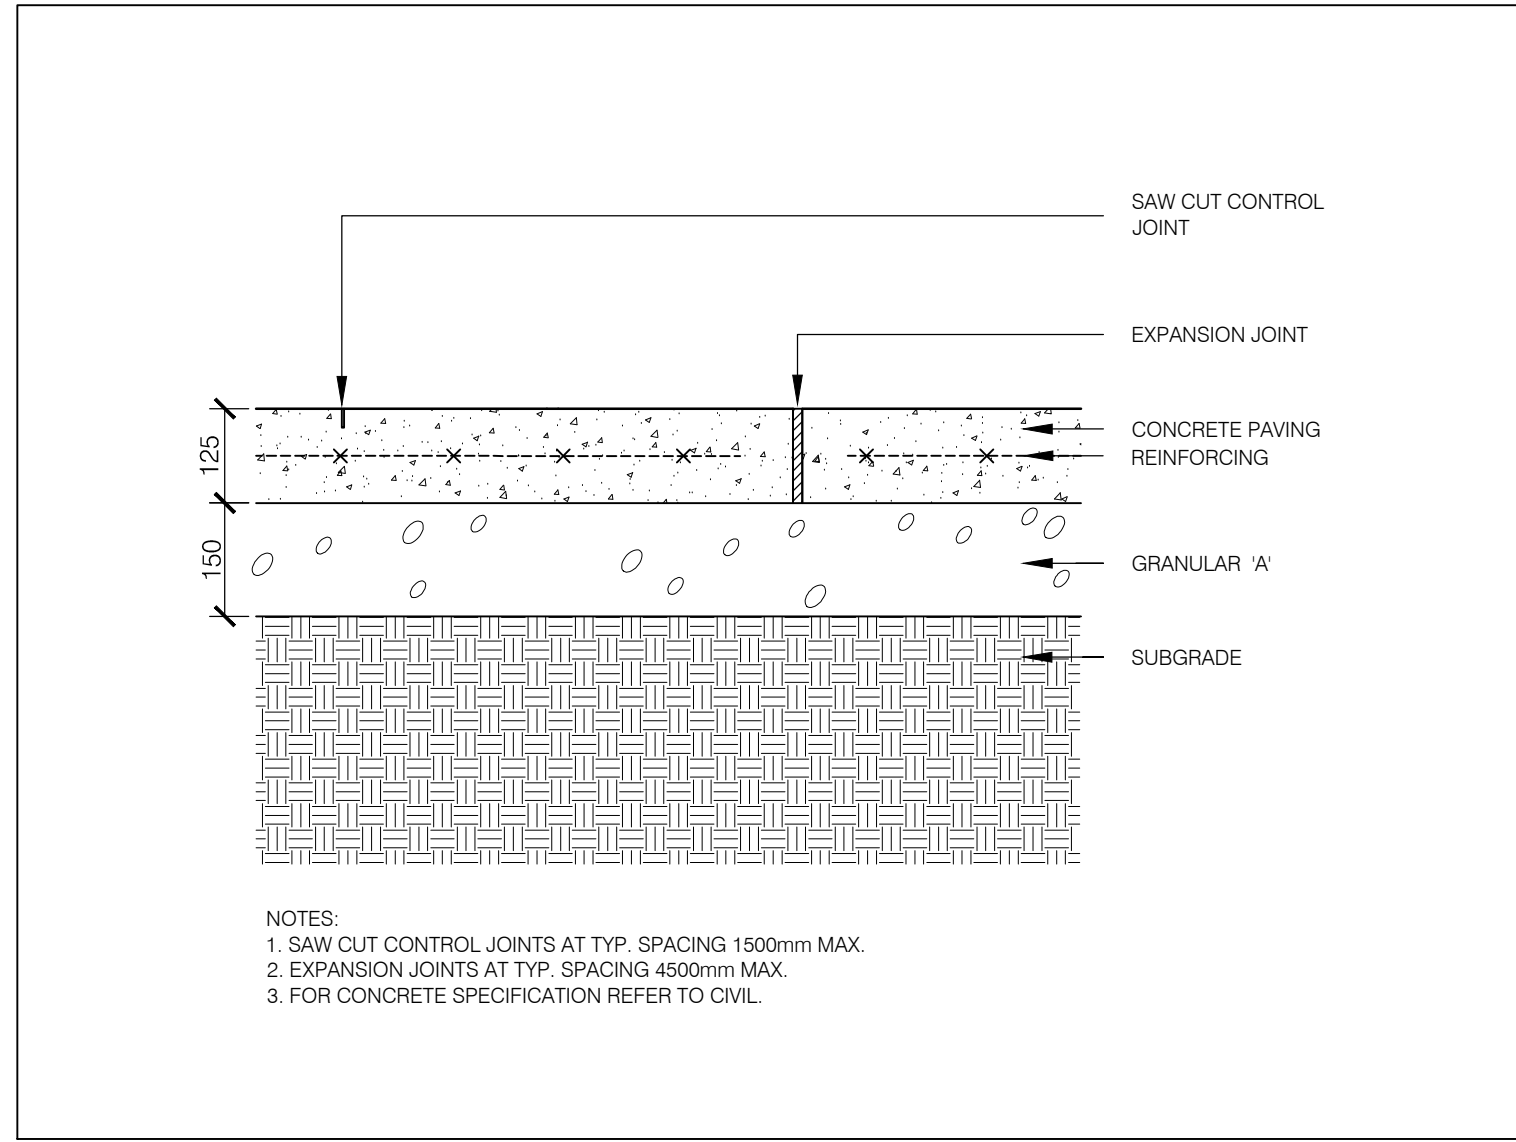 SAW CUT CONTROL
JOINT
EXPANSION JOINT
CONCRETE PAVING
REINFORCING
125
150
GRANULAR 'A'
SUBGRADE
NOTES:
1. SAW CUT CONTROL JOINTS AT TYP. SPACING 1500mm MAX.
2. EXPANSION JOINTS AT TYP. SPACING 4500mm MAX.
3. FOR CONCRETE SPECIFICATION REFER TO CIVIL.